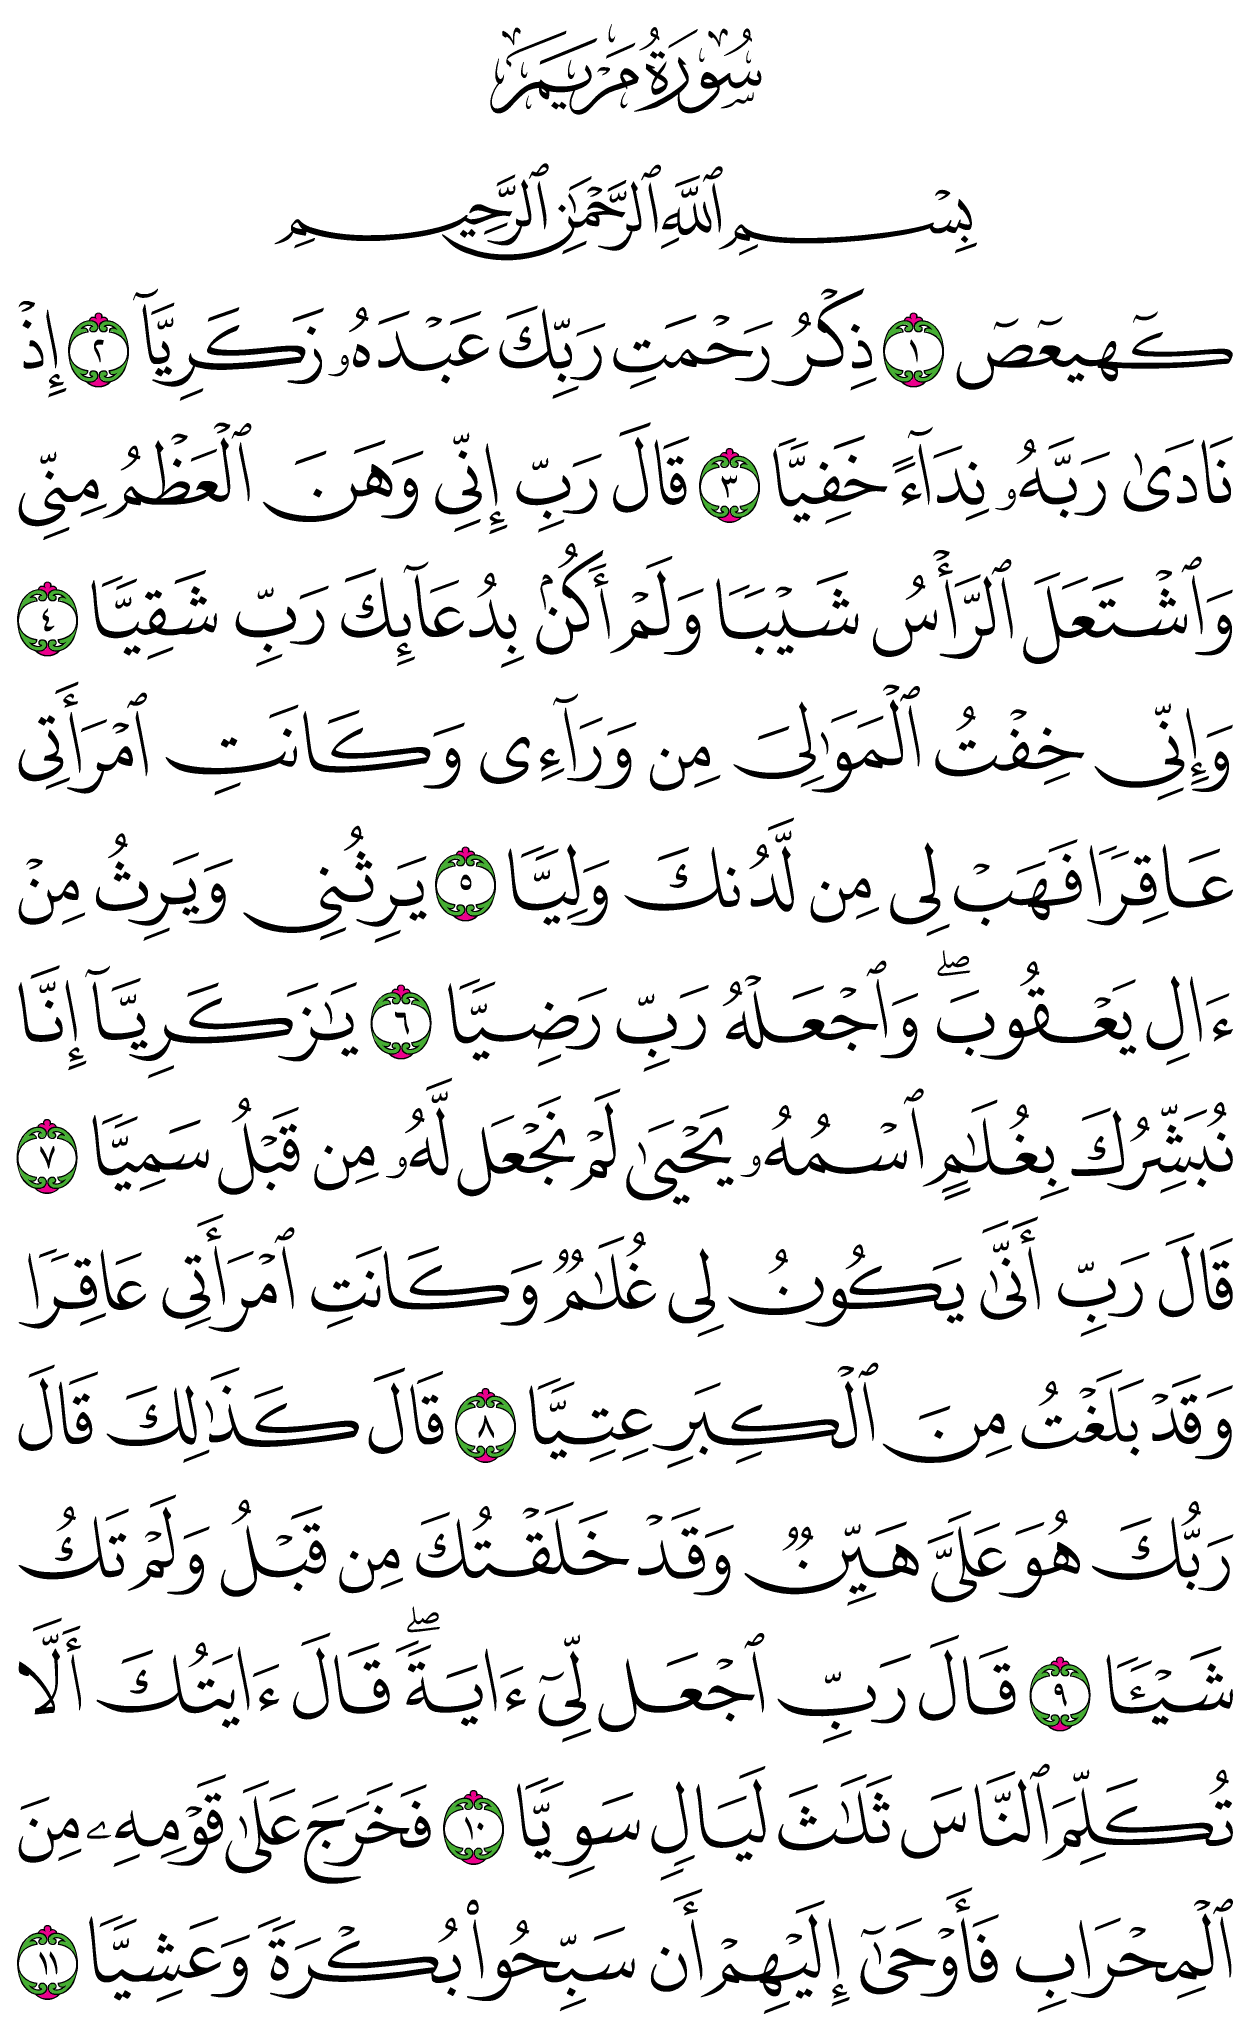 سُورَةُ مَرْيَمَ
بِسْمِ ٱللَّهِ ٱلرَّحْمَٰنِ ٱلرَّحِيمِ
كٓهيعٓصٓ ١ ذِكْرُ رَحْمَتِ رَبِّكَ عَبْدَهُۥ زَكَرِيَّآ ٢ إِذْ
نَادَىٰ رَبَّهُۥ نِدَآءً خَفِيًّا ٣ قَالَ رَبِّ إِنِّى وَهَنَ ٱلْعَظْمُ مِنِّى
وَٱشْتَعَلَ ٱلرَّأْسُ شَيْبًا وَلَمْ أَكُنۢ بِدُعَآئِكَ رَبِّ شَقِيًّا ٤
وَإِنِّى خِفْتُ ٱلْمَوَٰلِىَ مِن وَرَآءِى وَكَانَتِ ٱمْرَأَتِى
عَاقِرًا فَهَبْ لِى مِن لَّدُنكَ وَلِيًّا ٥ يَرِثُنِى وَيَرِثُ مِنْ
ءَالِ يَعْقُوبَ ۖ وَٱجْعَلْهُ رَبِّ رَضِيًّا ٦ يَٰزَكَرِيَّآ إِنَّا
نُبَشِّرُكَ بِغُلَٰمٍ ٱسْمُهُۥ يَحْيَىٰ لَمْ نَجْعَل لَّهُۥ مِن قَبْلُ سَمِيًّا ٧
قَالَ رَبِّ أَنَّىٰ يَكُونُ لِى غُلَٰمٌ وَكَانَتِ ٱمْرَأَتِى عَاقِرًا
وَقَدْ بَلَغْتُ مِنَ ٱلْكِبَرِ عِتِيًّا ٨ قَالَ كَذَٰلِكَ قَالَ
رَبُّكَ هُوَ عَلَىَّ هَيِّنٌ وَقَدْ خَلَقْتُكَ مِن قَبْلُ وَلَمْ تَكُ
شَيْـًٔا ٩ قَالَ رَبِّ ٱجْعَل لِّىٓ ءَايَةً ۖ قَالَ ءَايَتُكَ أَلَّا
تُكَلِّمَ ٱلنَّاسَ ثَلَٰثَ لَيَالٍ سَوِيًّا ١٠ فَخَرَجَ عَلَىٰ قَوْمِهِۦ مِنَ
ٱلْمِحْرَابِ فَأَوْحَىٰٓ إِلَيْهِمْ أَن سَبِّحُوا۟ بُكْرَةً وَعَشِيًّا ١١